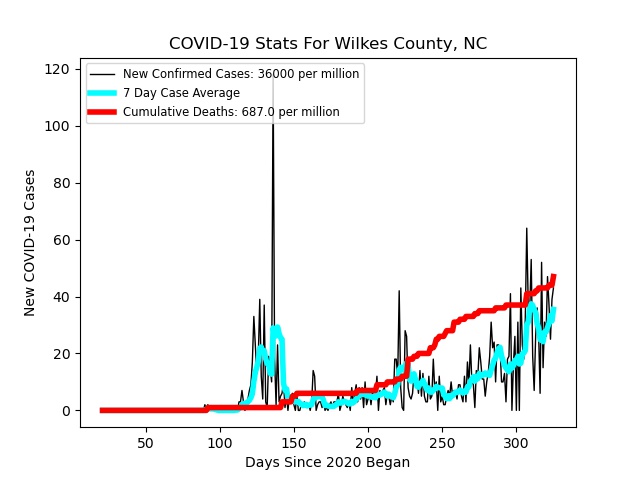 COVID-19 Stats For Wilkes County, NC
New Confirmed Cases: 36000 per million
7 Day Case Average
Cumulative Deaths: 687.0 per million
New COVID-19 Cases
120
100
80
60
40
20
0
50
100
150
200
250
300
Days Since 2020 Began